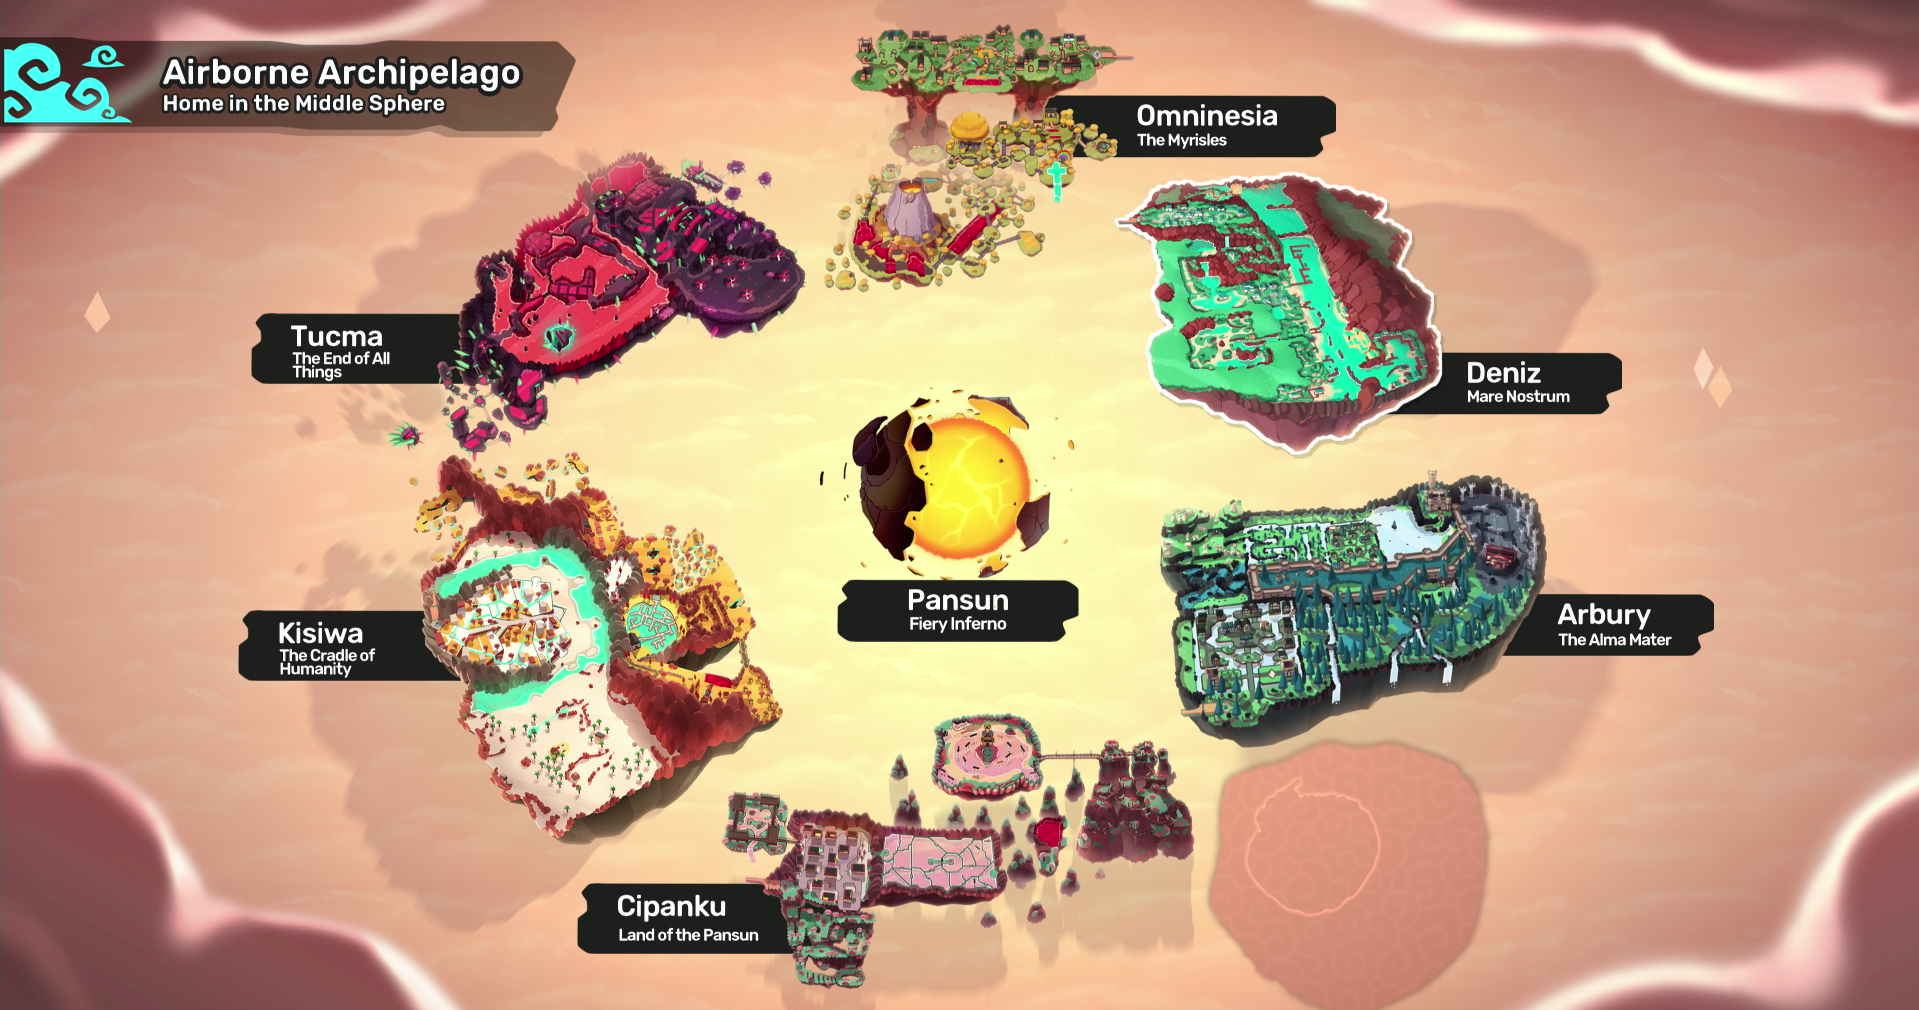 Airborne Archipelago
Home in the Middle Sphere
Omninesia
The Myrisles
Tucma
The End of All
Things
Deniz
Mare Nostrum
Pansun
Fiery Inferno
Kisiwa
The Cradle of
Humanity
Arbury
The Alma Mater
Cipanku
Land of the Pansun